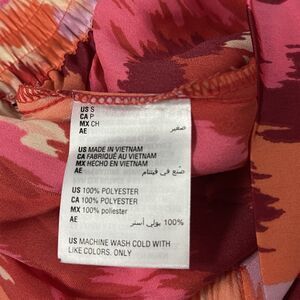 US S
CA P
MX CH
AE صغير
US MADE IN VIETNAM
CA FABRIQUÉ AU VIETNAM
MX HECHO EN VIETNAM
AE صنع في فيتنام
US 100% POLYESTER
CA 100% POLYESTER
MX 100% poliester
AE 100% بولي أستر
US MACHINE WASH COLD WITH
LIKE COLORS. ONLY